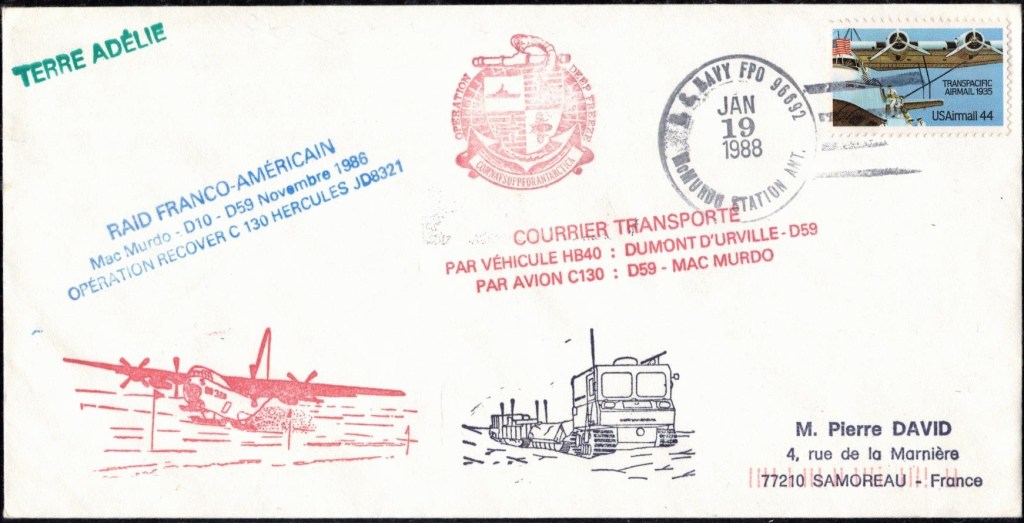 TERRE ADÉLIE
OPERATION DEEP FREEZE
COMNAVSUPPFORANTARCTICA
U.S. NAVY FPO 96692
JAN
19
1988
McMURDO STATION ANT.
TRANSPACIFIC
AIRMAIL 1935
USAirmail 44
RAID FRANCO-AMÉRICAIN
Mac Murdo - D10 - D59 Novembre 1986
OPÉRATION RECOVER C 130 HERCULES JD8321
COURRIER TRANSPORTÉ
PAR VÉHICULE HB40 : DUMONT D'URVILLE - D59
PAR AVION C130 : D59 - MAC MURDO
M. Pierre DAVID
4, rue de la Marnière
77210 SAMOREAU - France